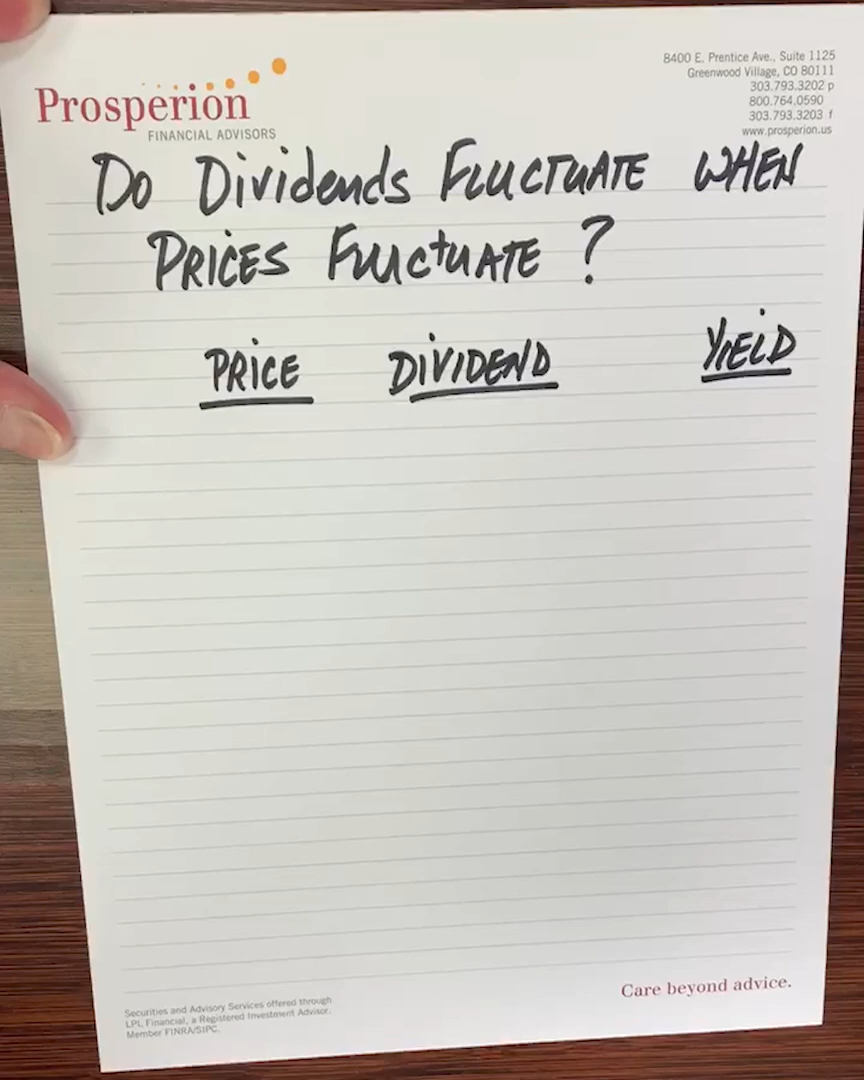 Prosperion
FINANCIAL ADVISORS
8400 E. Prentice Ave., Suite 1125
Greenwood Village, CO 80111
303.793.3202 p
800.764.0590
303.793.3203 f
www.prosperion.us
Do Dividends FLUCTUATE WHEN
PRICES FLUCTUATE ?
PRICE DIVIDEND YIELD
Care beyond advice.
Securities and Advisory Services offered through
LPL Financial, a Registered Investment Advisor.
Member FINRA/SIPC.